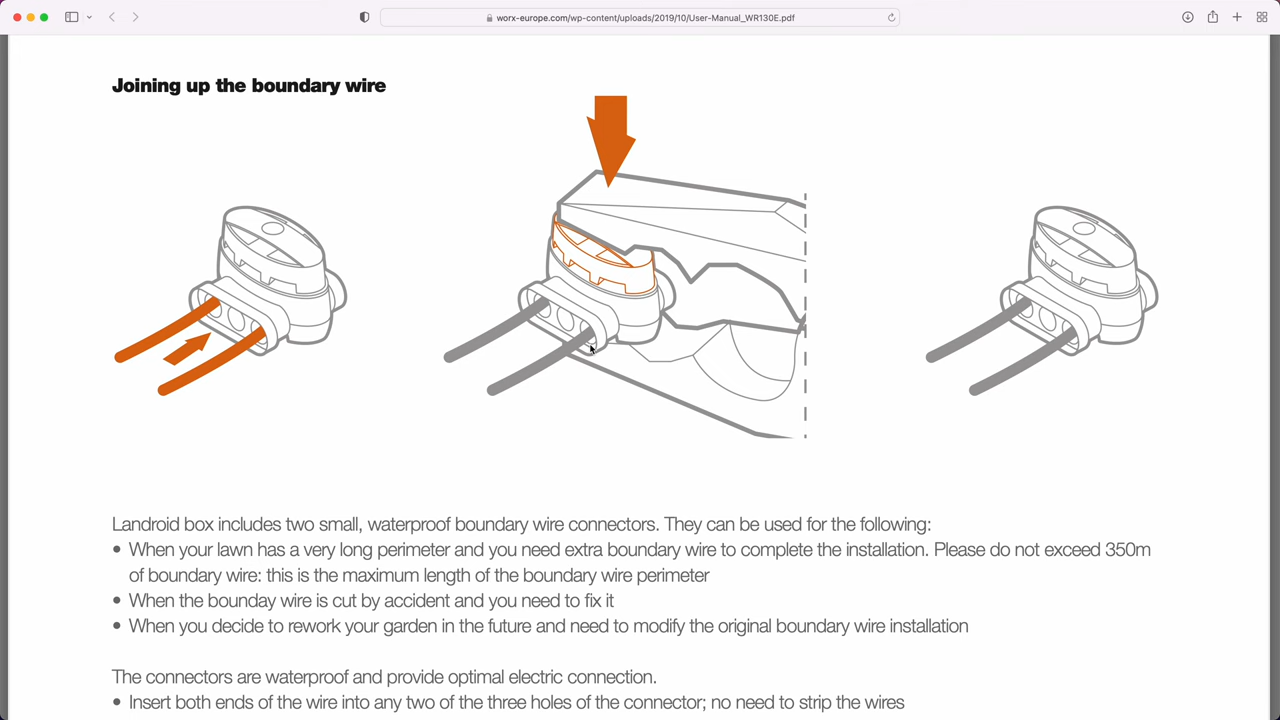 worx-europe.com/wp-content/uploads/2019/10/User-Manual_WR130E.pdf
Joining up the boundary wire
Landroid box includes two small, waterproof boundary wire connectors. They can be used for the following:
• When your lawn has a very long perimeter and you need extra boundary wire to complete the installation. Please do not exceed 350m
of boundary wire: this is the maximum length of the boundary wire perimeter
• When the bounday wire is cut by accident and you need to fix it
• When you decide to rework your garden in the future and need to modify the original boundary wire installation
The connectors are waterproof and provide optimal electric connection.
• Insert both ends of the wire into any two of the three holes of the connector; no need to strip the wires